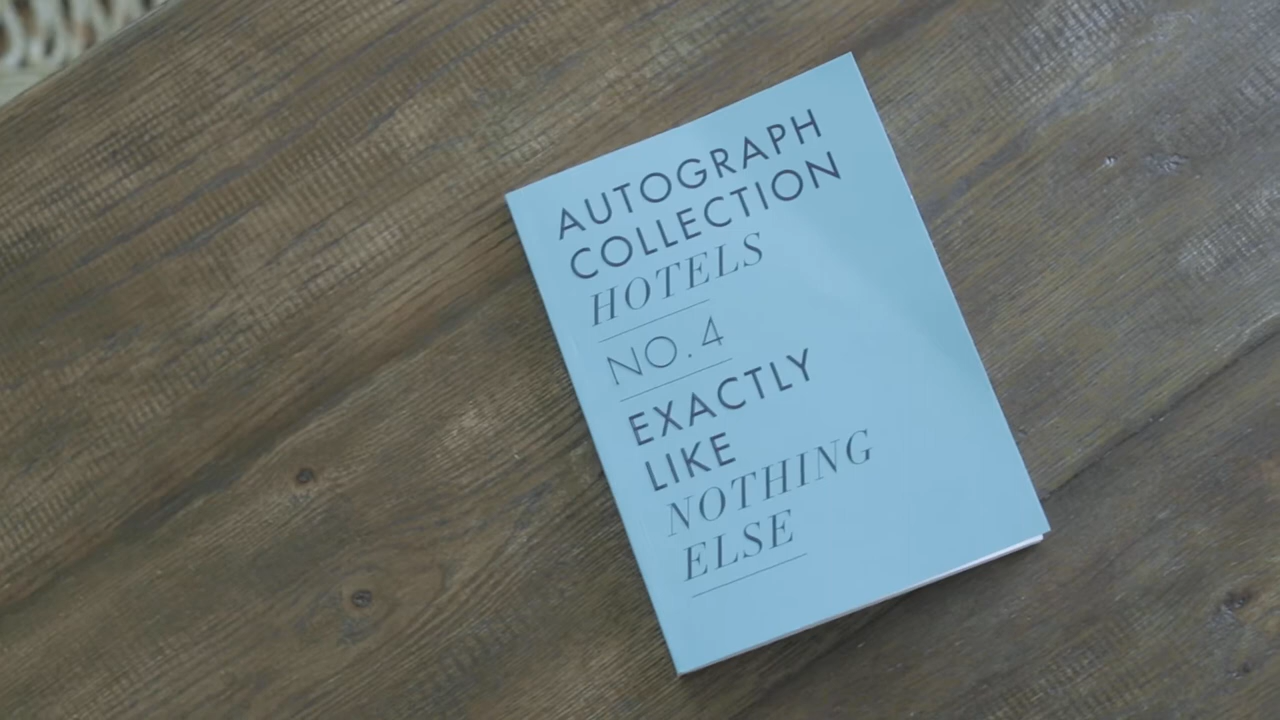 AUTOGRAPH
COLLECTION
HOTELS
NO. 4
EXACTLY
LIKE
NOTHING
ELSE